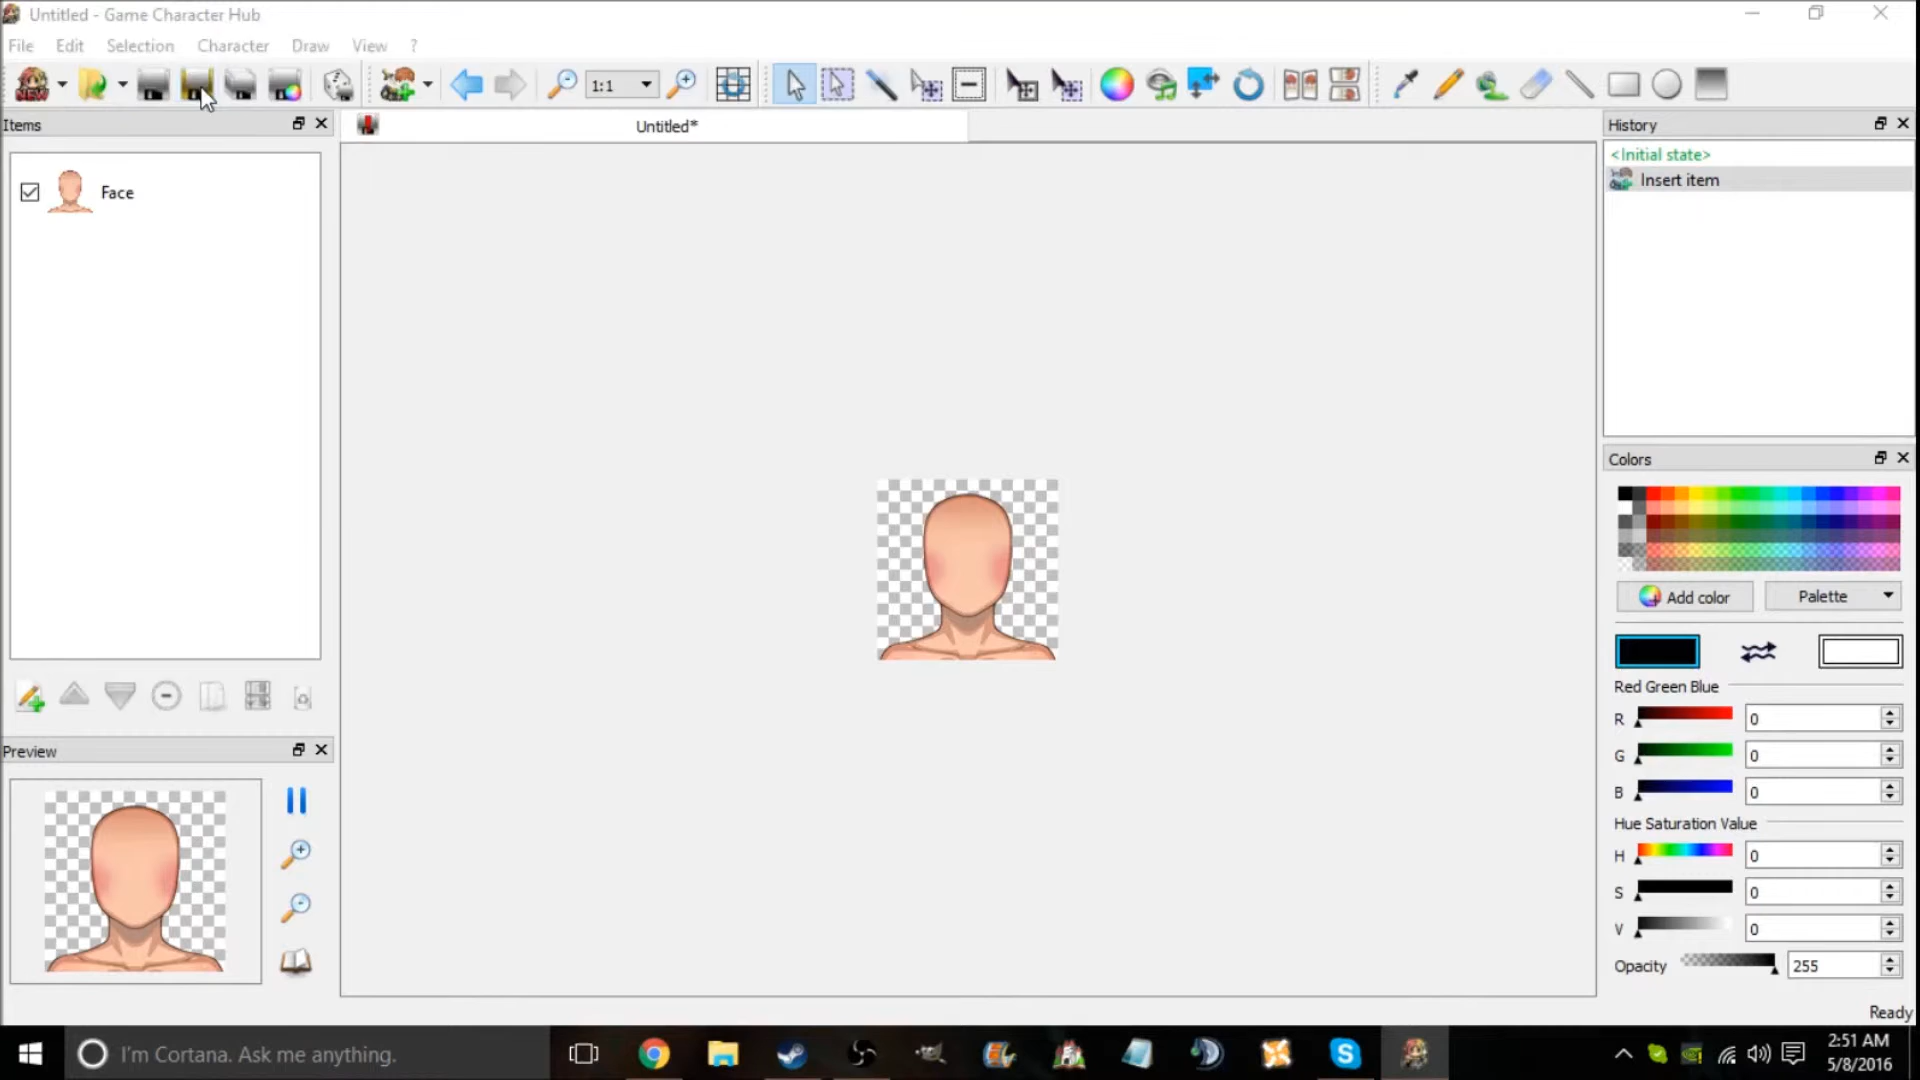 Untitled - Game Character Hub
File Edit Selection Character Draw View ?
NEW 1:1
Items
Untitled*
History
Face
<Initial state>
Insert item
Colors
Add color Palette
Red Green Blue
R 0
G 0
B 0
Hue Saturation Value
H 0
S 0
V 0
Opacity 255
Preview
Ready
I'm Cortana. Ask me anything.
2:51 AM
5/8/2016